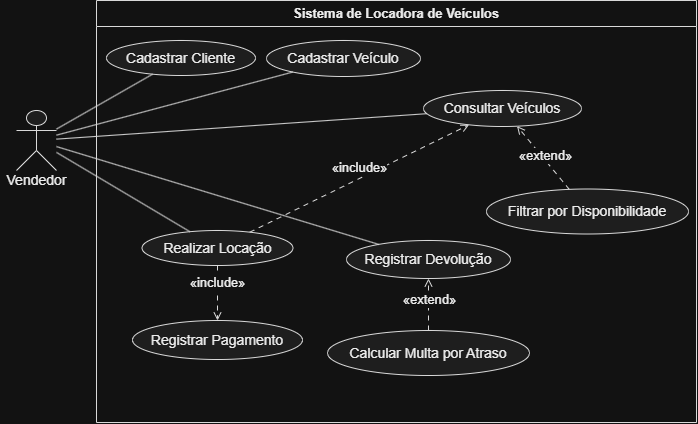 Sistema de Locadora de Veículos
Cadastrar Cliente
Cadastrar Veículo
Consultar Veículos
«include»
«extend»
Vendedor
Filtrar por Disponibilidade
Realizar Locação
Registrar Devolução
«include»
«extend»
Registrar Pagamento
Calcular Multa por Atraso